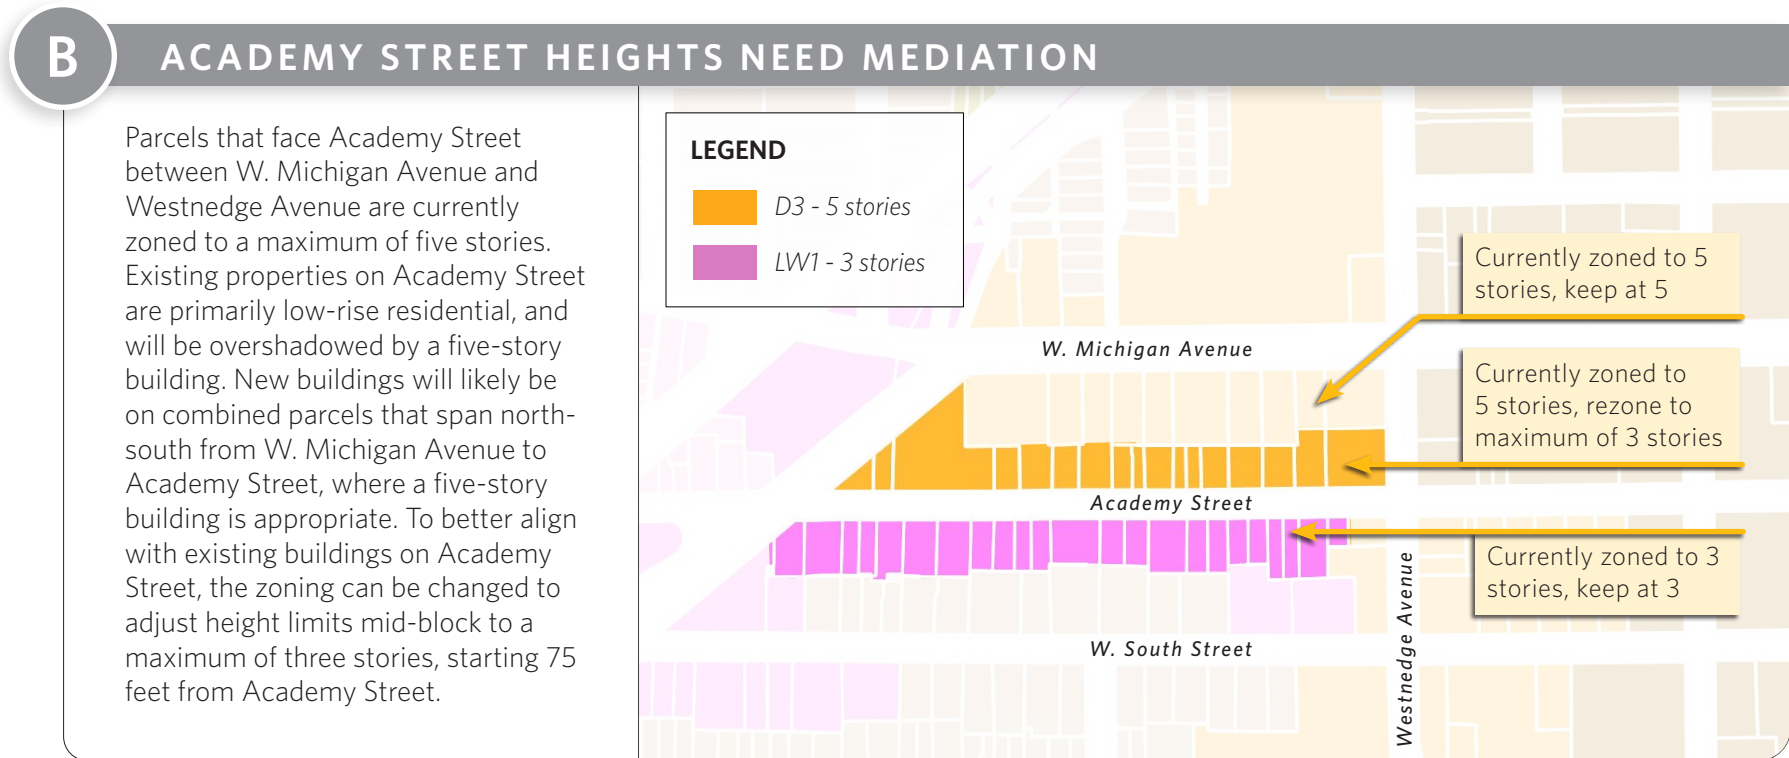 B
ACADEMY STREET HEIGHTS NEED MEDIATION
Parcels that face Academy Street
between W. Michigan Avenue and
Westnedge Avenue are currently
zoned to a maximum of five stories.
Existing properties on Academy Street
are primarily low-rise residential, and
will be overshadowed by a five-story
building. New buildings will likely be
on combined parcels that span north-
south from W. Michigan Avenue to
Academy Street, where a five-story
building is appropriate. To better align
with existing buildings on Academy
Street, the zoning can be changed to
adjust height limits mid-block to a
maximum of three stories, starting 75
feet from Academy Street.
LEGEND
D3 - 5 stories
LW1 - 3 stories
W. Michigan Avenue
Academy Street
W. South Street
Westnedge Avenue
Currently zoned to 5
stories, keep at 5
Currently zoned to
5 stories, rezone to
maximum of 3 stories
Currently zoned to 3
stories, keep at 3